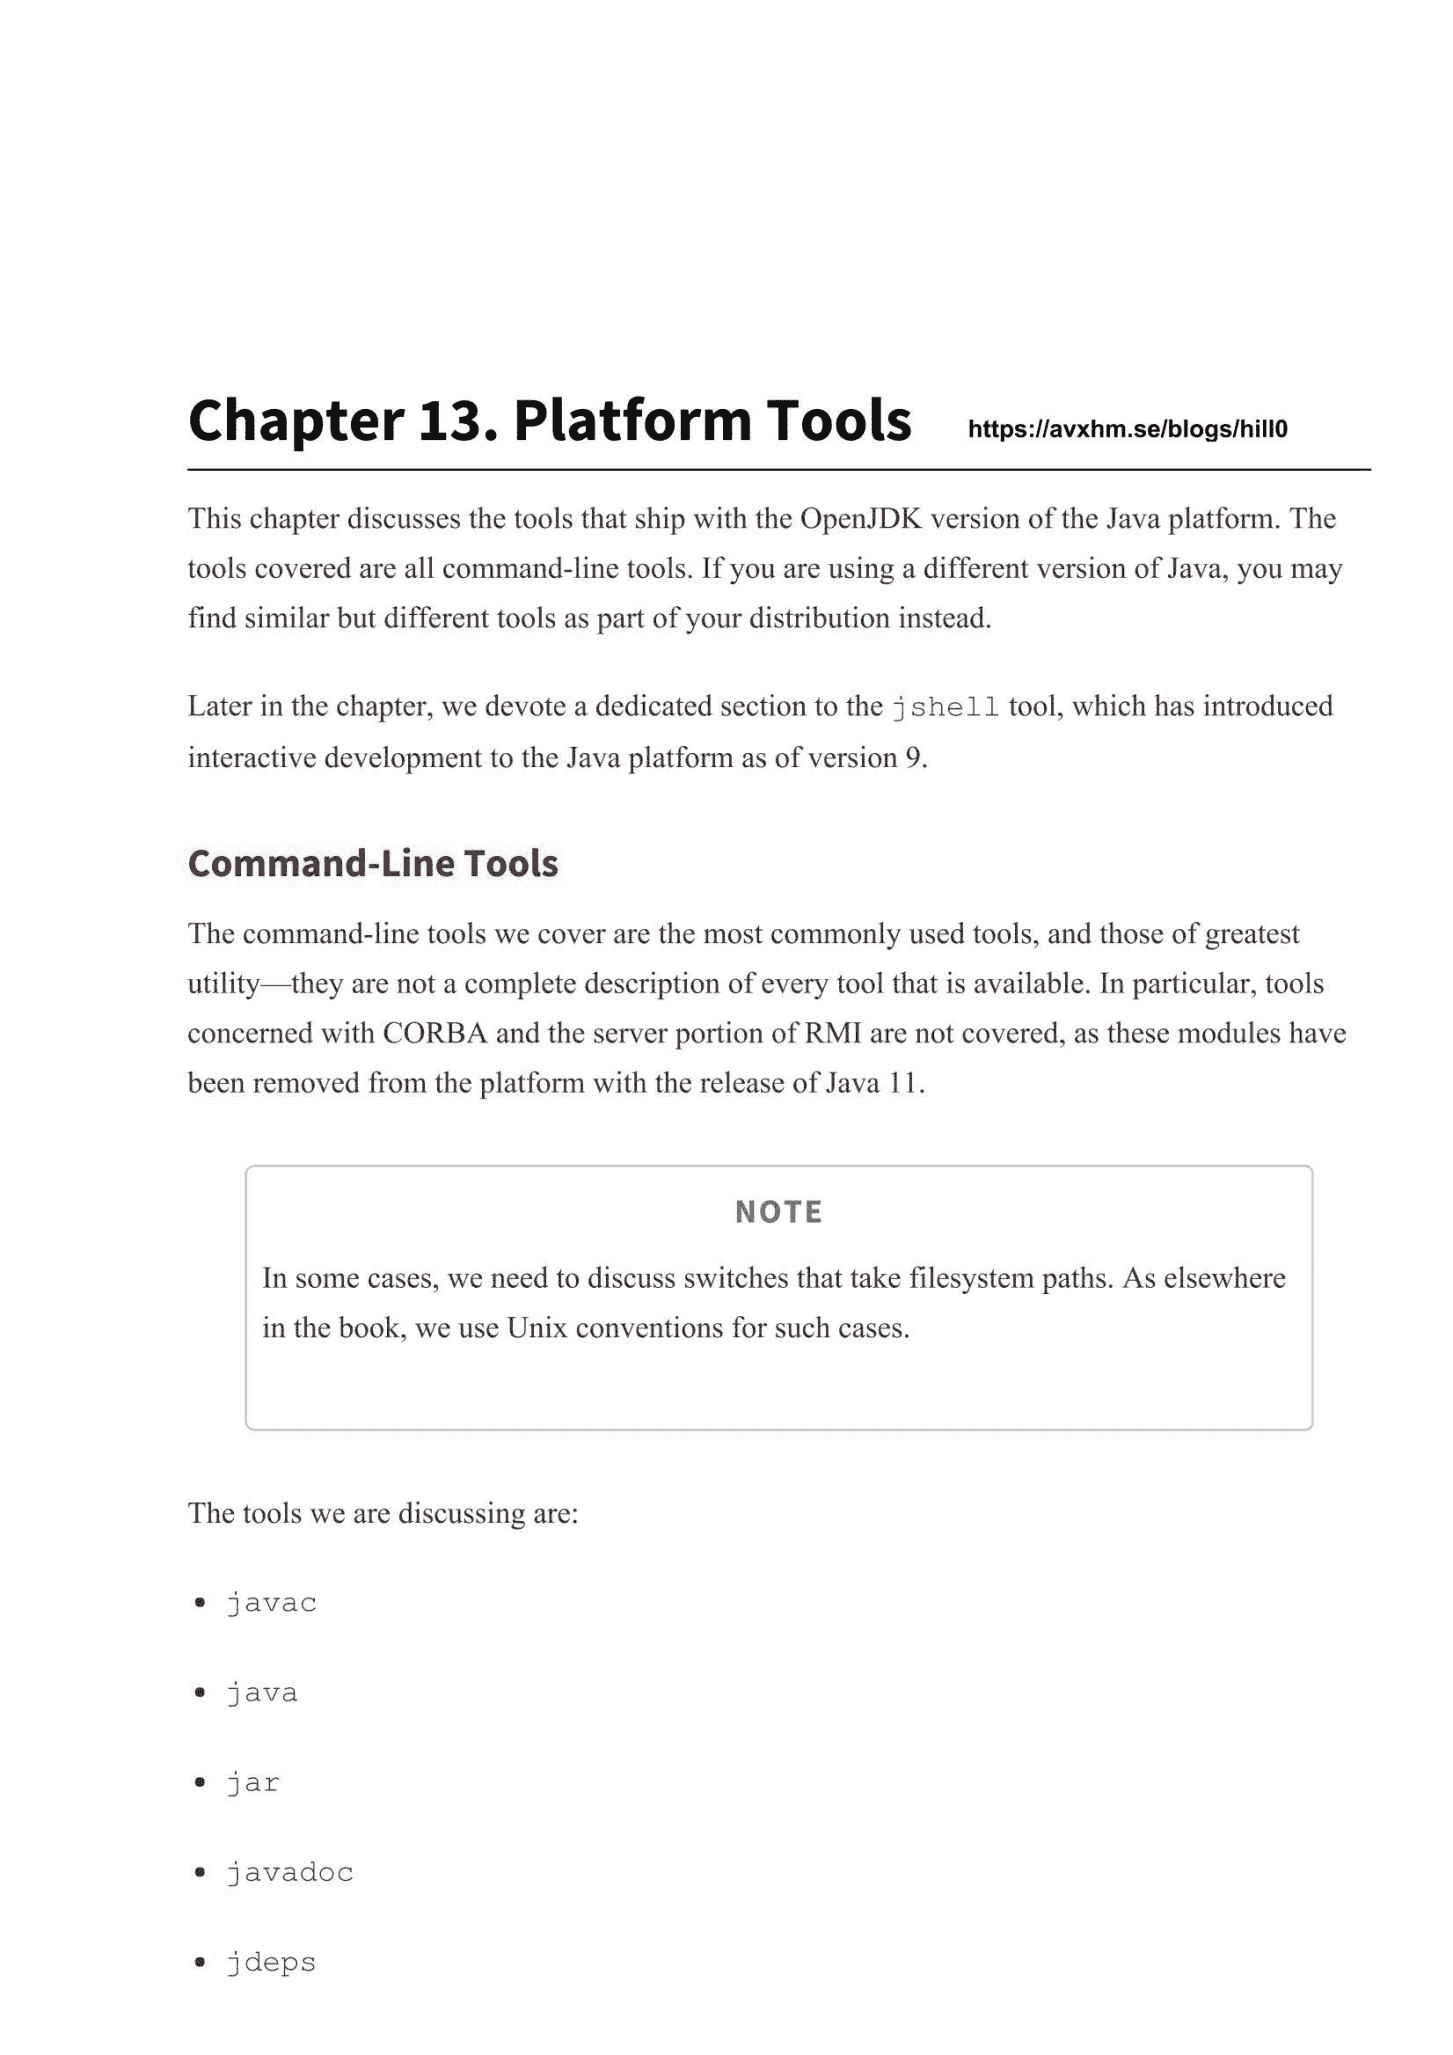 Chapter 13. Platform Tools https://avxhm.se/blogs/hill0
This chapter discusses the tools that ship with the OpenJDK version of the Java platform. The
tools covered are all command-line tools. If you are using a different version of Java, you may
find similar but different tools as part of your distribution instead.
Later in the chapter, we devote a dedicated section to the jshell tool, which has introduced
interactive development to the Java platform as of version 9.
Command-Line Tools
The command-line tools we cover are the most commonly used tools, and those of greatest
utility—they are not a complete description of every tool that is available. In particular, tools
concerned with CORBA and the server portion of RMI are not covered, as these modules have
been removed from the platform with the release of Java 11.
NOTE
In some cases, we need to discuss switches that take filesystem paths. As elsewhere
in the book, we use Unix conventions for such cases.
The tools we are discussing are:
• javac
• java
• jar
• javadoc
• jdeps